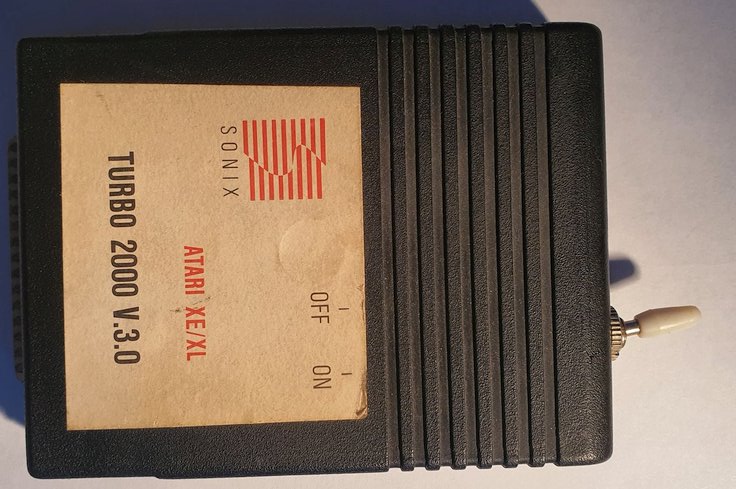 OFF ON
SONIX
ATARI XE/XL
TURBO 2000 V.3.0